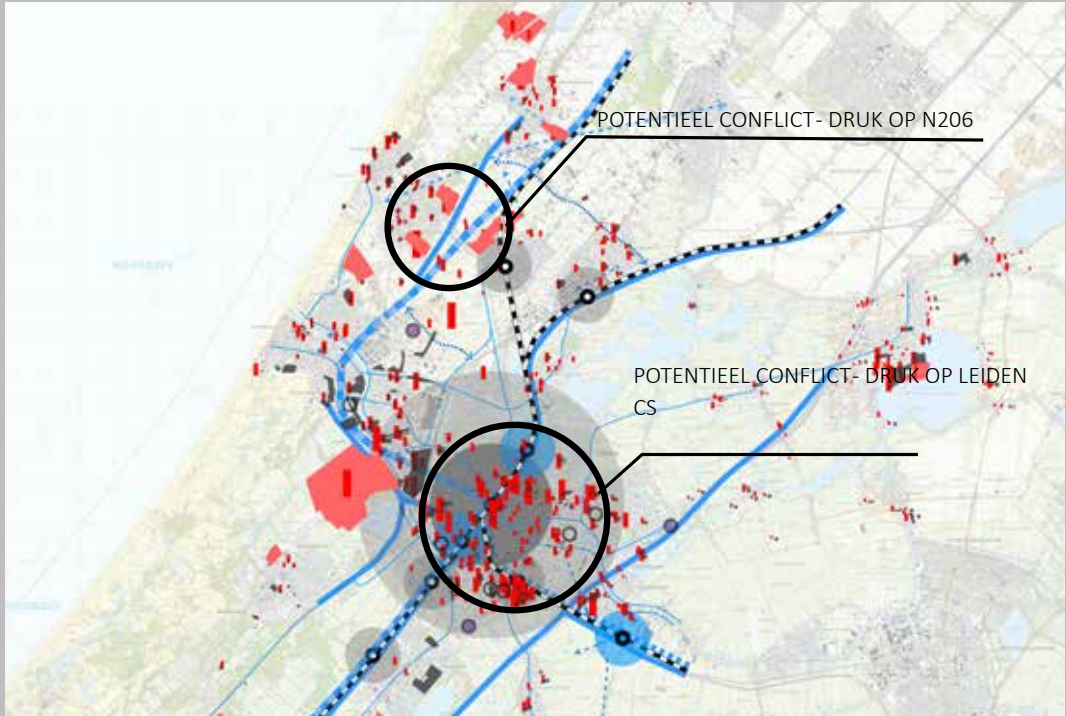 POTENTIEEL CONFLICT- DRUK OP N206
POTENTIEEL CONFLICT - DRUK OP LEIDEN
CS